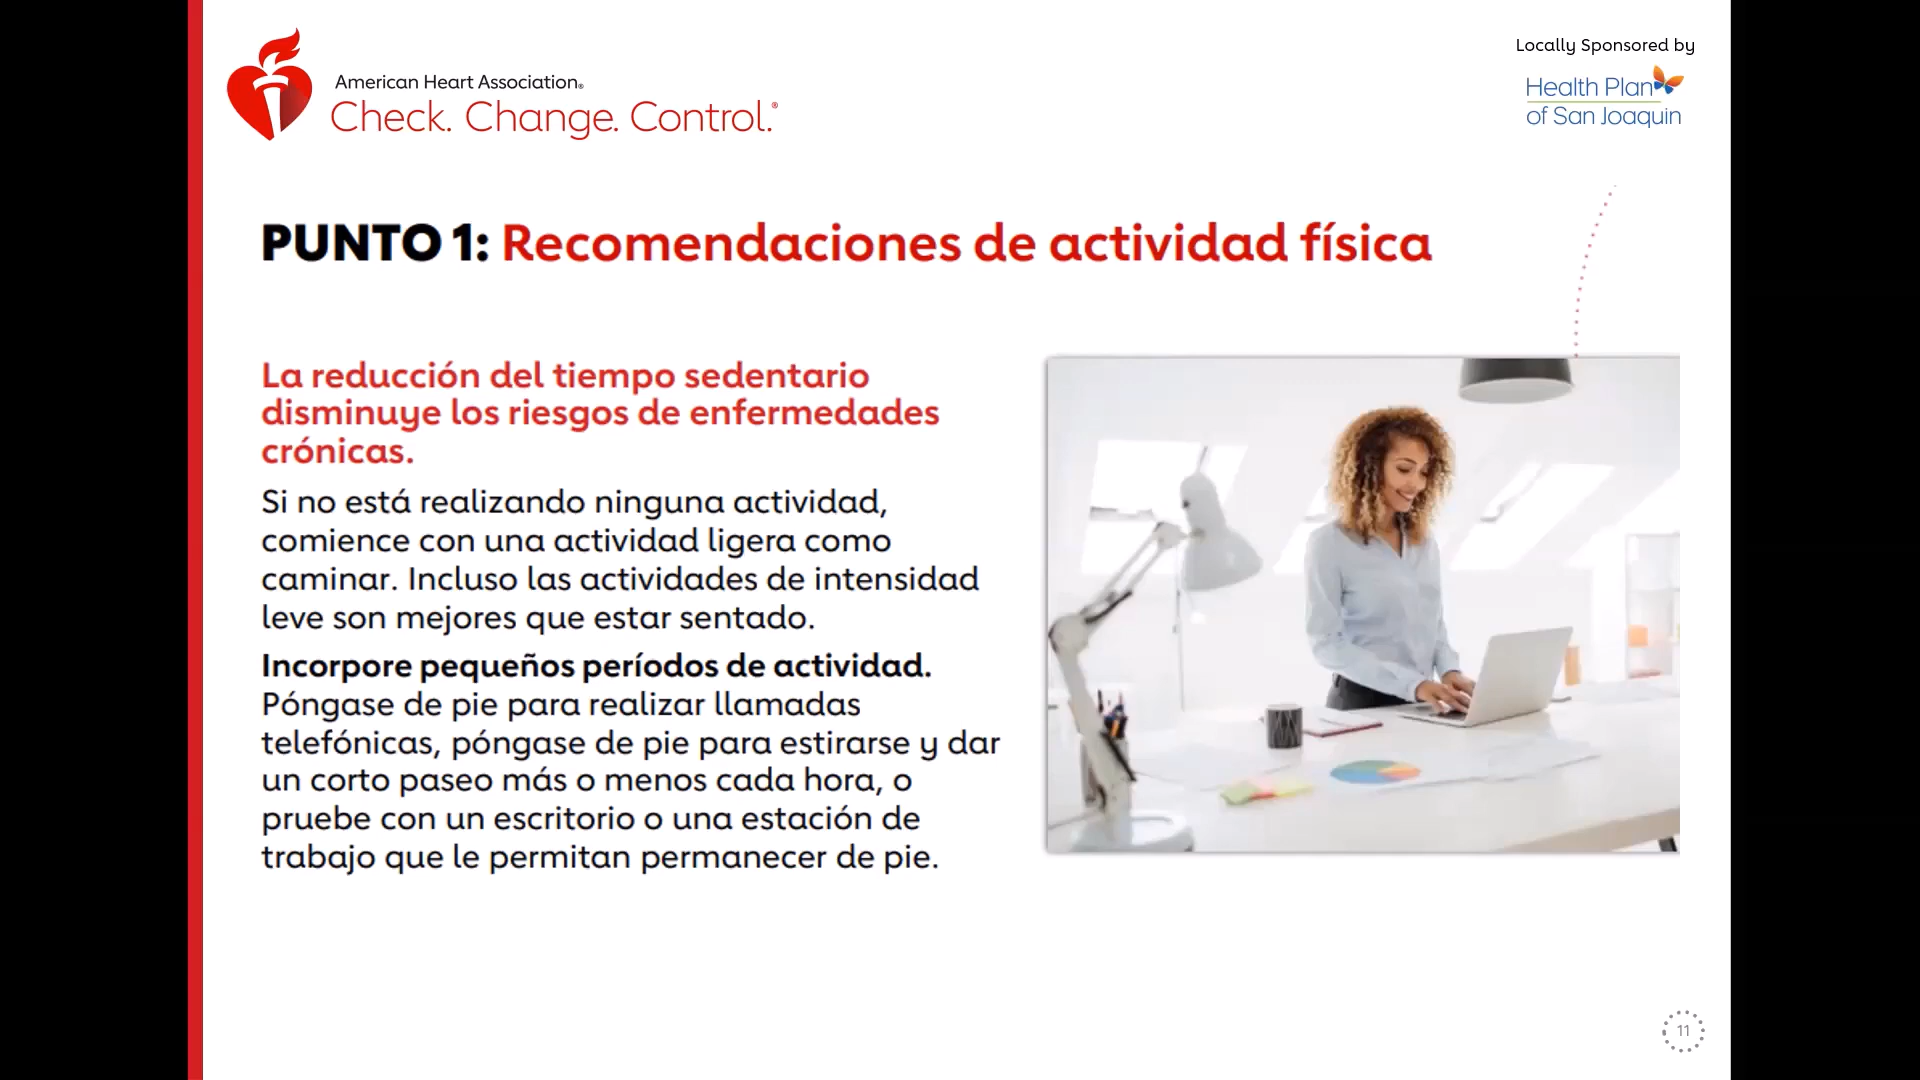 American Heart Association®
Check. Change. Control.®
Locally Sponsored by
Health Plan
of San Joaquin
PUNTO 1: Recomendaciones de actividad física
La reducción del tiempo sedentario
disminuye los riesgos de enfermedades
crónicas.
Si no está realizando ninguna actividad,
comience con una actividad ligera como
caminar. Incluso las actividades de intensidad
leve son mejores que estar sentado.
Incorpore pequeños períodos de actividad.
Póngase de pie para realizar llamadas
telefónicas, póngase de pie para estirarse y dar
un corto paseo más o menos cada hora, o
pruebe con un escritorio o una estación de
trabajo que le permitan permanecer de pie.
11